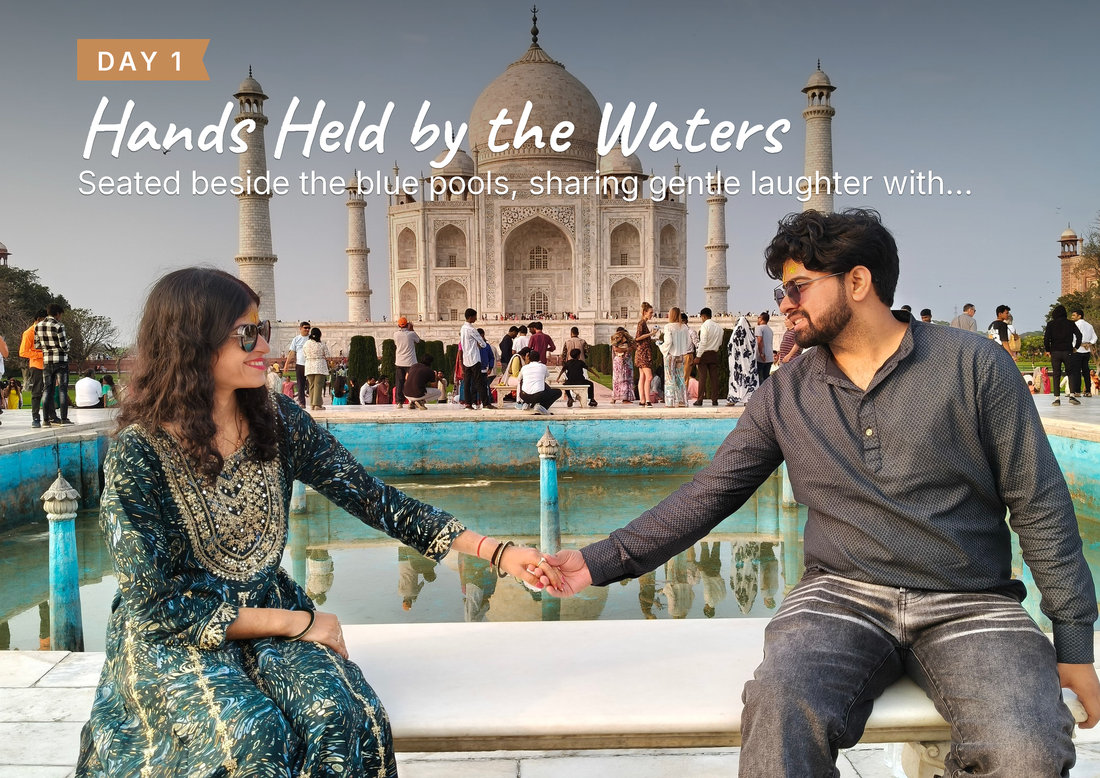 DAY 1
Hands Held by the Waters
Seated beside the blue pools, sharing gentle laughter with...